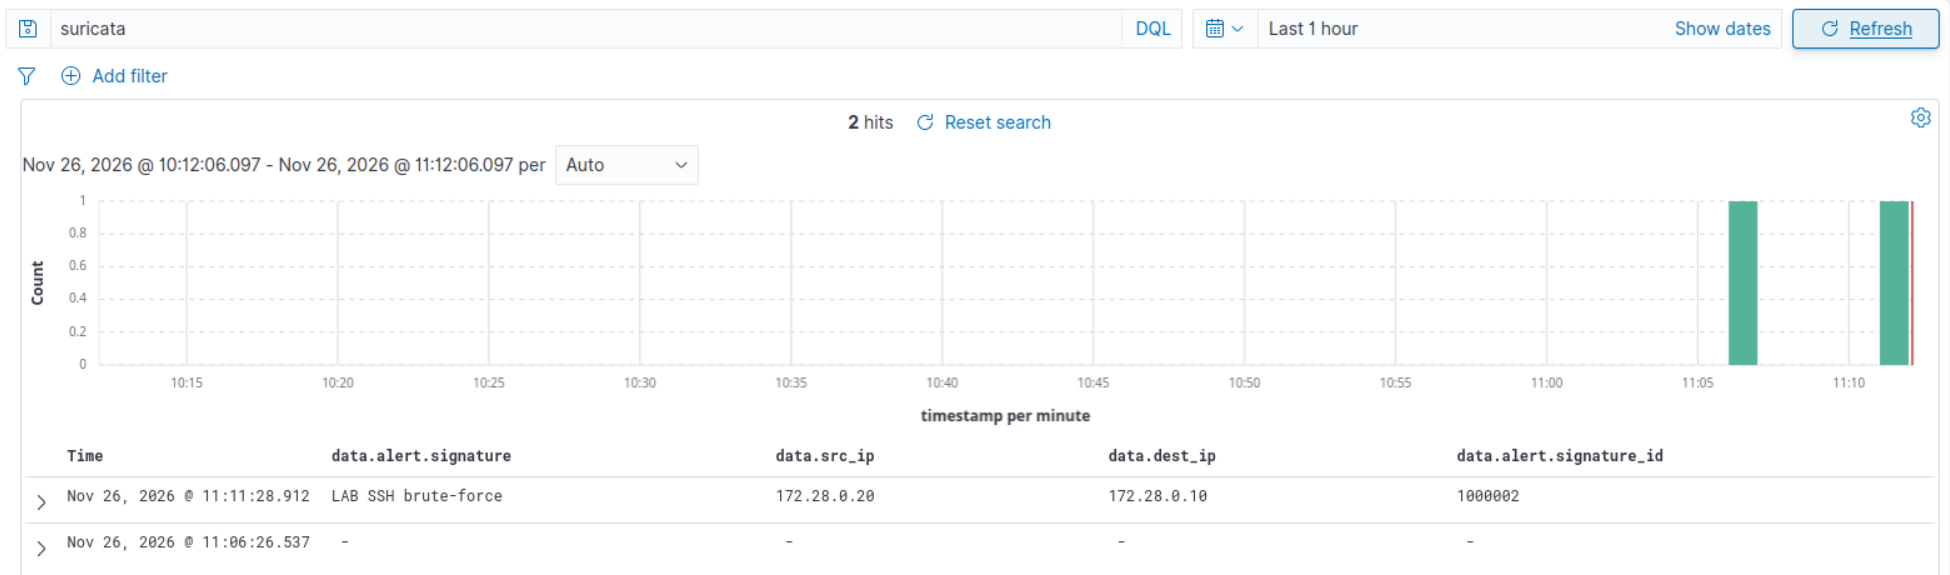 suricata DQL Last 1 hour Show dates Refresh
Add filter
2 hits Reset search
Nov 26, 2026 @ 10:12:06.097 - Nov 26, 2026 @ 11:12:06.097 per Auto
1
0.8
0.6
0.4
0.2
0
Count
10:15 10:20 10:25 10:30 10:35 10:40 10:45 10:50 10:55 11:00 11:05 11:10
timestamp per minute
Time data.alert.signature data.src_ip data.dest_ip data.alert.signature_id
Nov 26, 2026 @ 11:11:28.912 LAB SSH brute-force 172.28.0.20 172.28.0.10 1000002
Nov 26, 2026 @ 11:06:26.537 - - - -